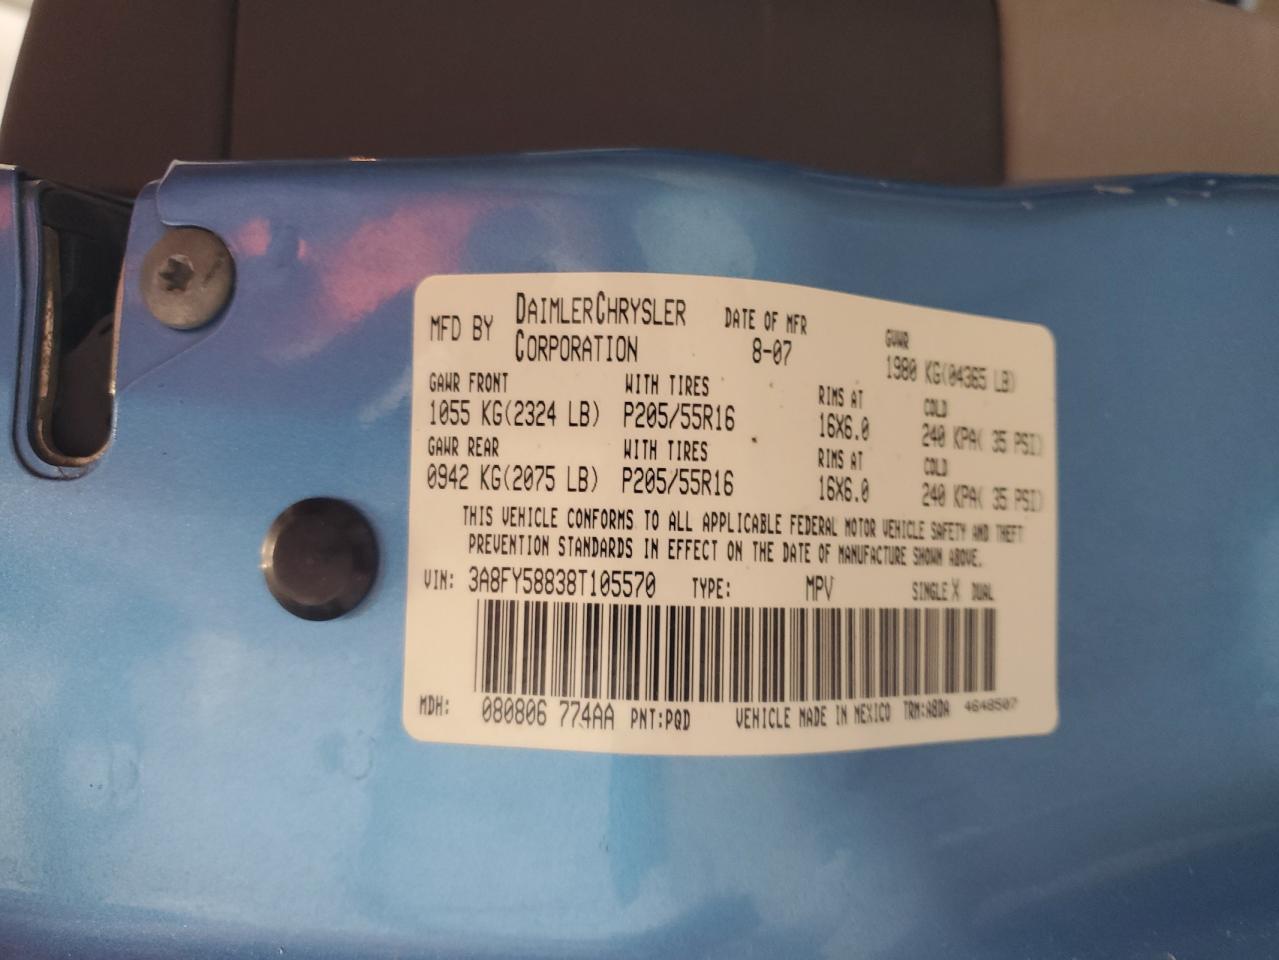 MFD BY DAIMLERCHRYSLER CORPORATION DATE OF MFR 8-07 GVWR 1980 KG(04365 LB)
GAWR FRONT WITH TIRES RIMS AT COLD
1055 KG(2324 LB) P205/55R16 16X6.0 240 KPA( 35 PSI)
GAWR REAR WITH TIRES RIMS AT COLD
0942 KG(2075 LB) P205/55R16 16X6.0 240 KPA( 35 PSI)
THIS VEHICLE CONFORMS TO ALL APPLICABLE FEDERAL MOTOR VEHICLE SAFETY AND THEFT
PREVENTION STANDARDS IN EFFECT ON THE DATE OF MANUFACTURE SHOWN ABOVE.
VIN: 3A8FY58838T105570 TYPE: MPV SINGLE X DUAL
MDH: 080806 774AA PNT:PQD VEHICLE MADE IN MEXICO TRM:ABDA 4648507